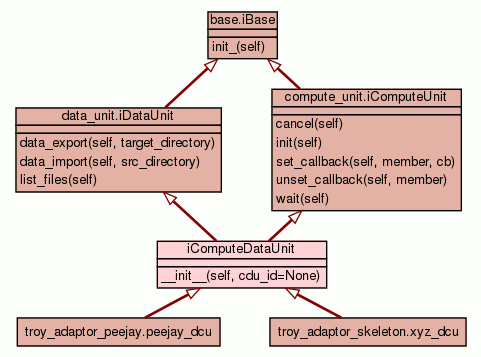 base.iBase
init_(self)
data_unit.iDataUnit
data_export(self, target_directory)
data_import(self, src_directory)
list_files(self)
compute_unit.iComputeUnit
cancel(self)
init(self)
set_callback(self, member, cb)
unset_callback(self, member)
wait(self)
iComputeDataUnit
__init__(self, cdu_id=None)
troy_adaptor_peejay.peejay_dcu
troy_adaptor_skeleton.xyz_dcu